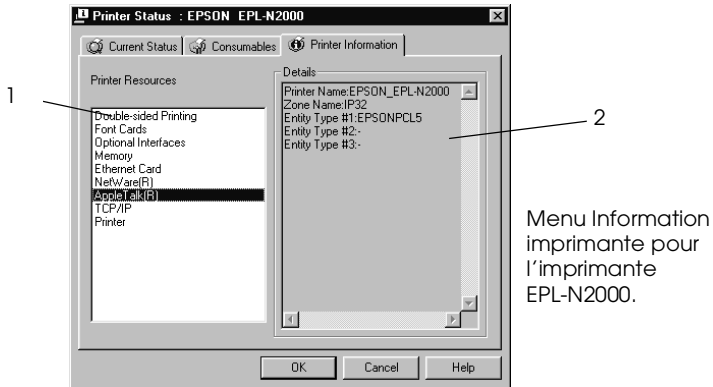 Printer Status : EPSON EPL-N2000
Current Status
Consumables
Printer Information
Printer Resources
Double-sided Printing
Font Cards
Optional Interfaces
Memory
Ethernet Card
NetWare(R)
AppleTalk(R)
TCP/IP
Printer
Details
Printer Name:EPSON_EPL-N2000
Zone Name:IP32
Entity Type #1:EPSONPCL5
Entity Type #2:-
Entity Type #3:-
OK
Cancel
Help
1
2
Menu Information
imprimante pour
l'imprimante
EPL-N2000.